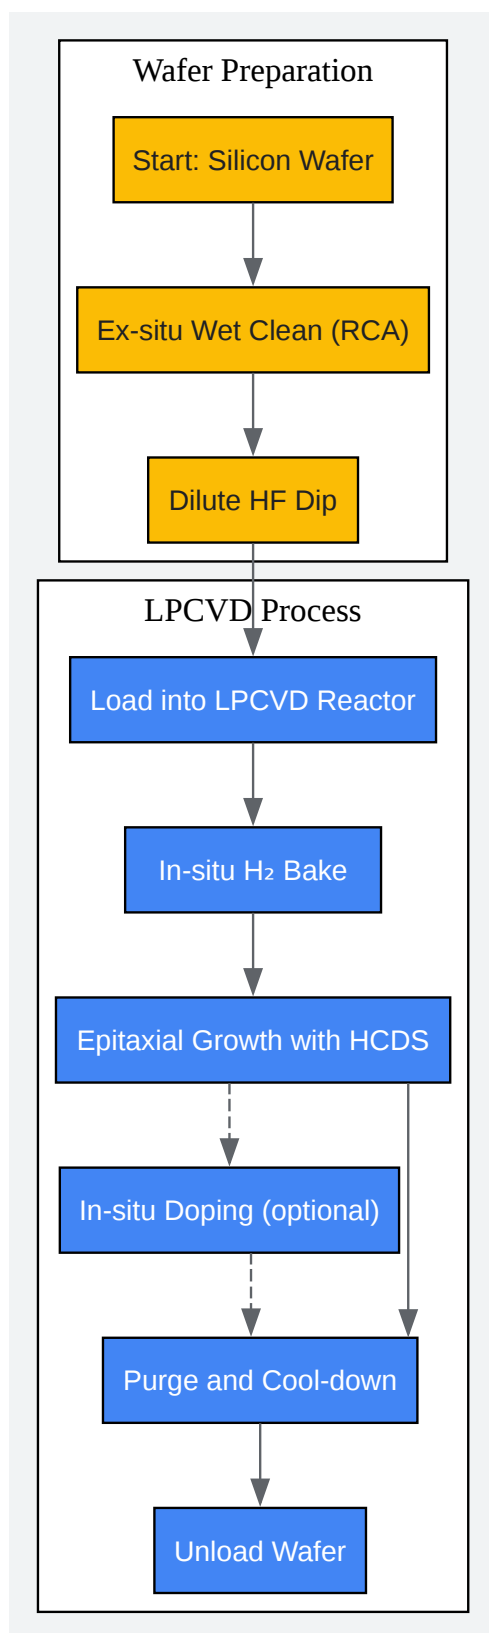 Wafer Preparation
Start: Silicon Wafer
Ex-situ Wet Clean (RCA)
Dilute HF Dip
LPCVD Process
Load into LPCVD Reactor
In-situ H₂ Bake
Epitaxial Growth with HCDS
In-situ Doping (optional)
Purge and Cool-down
Unload Wafer